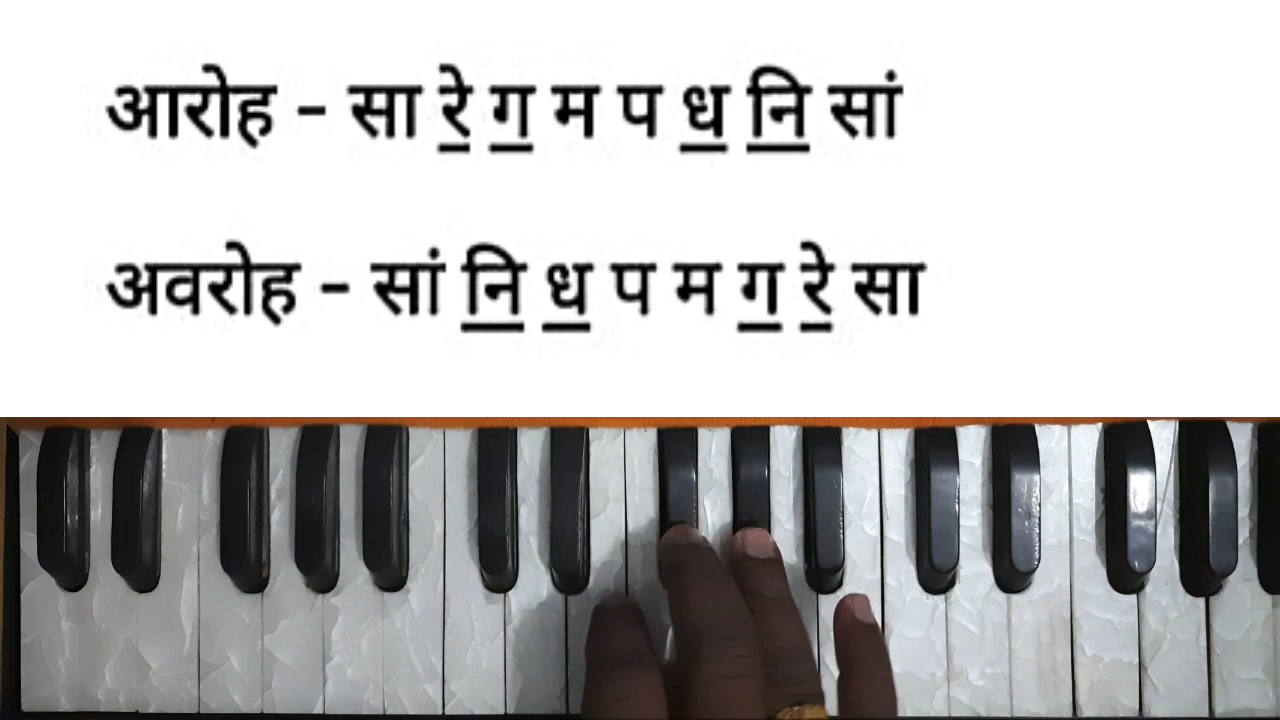 आरोह - सा रे॒ ग॒ म प ध॒ नि॒ सां
अवरोह - सां नि॒ ध॒ प म ग॒ रे॒ सा